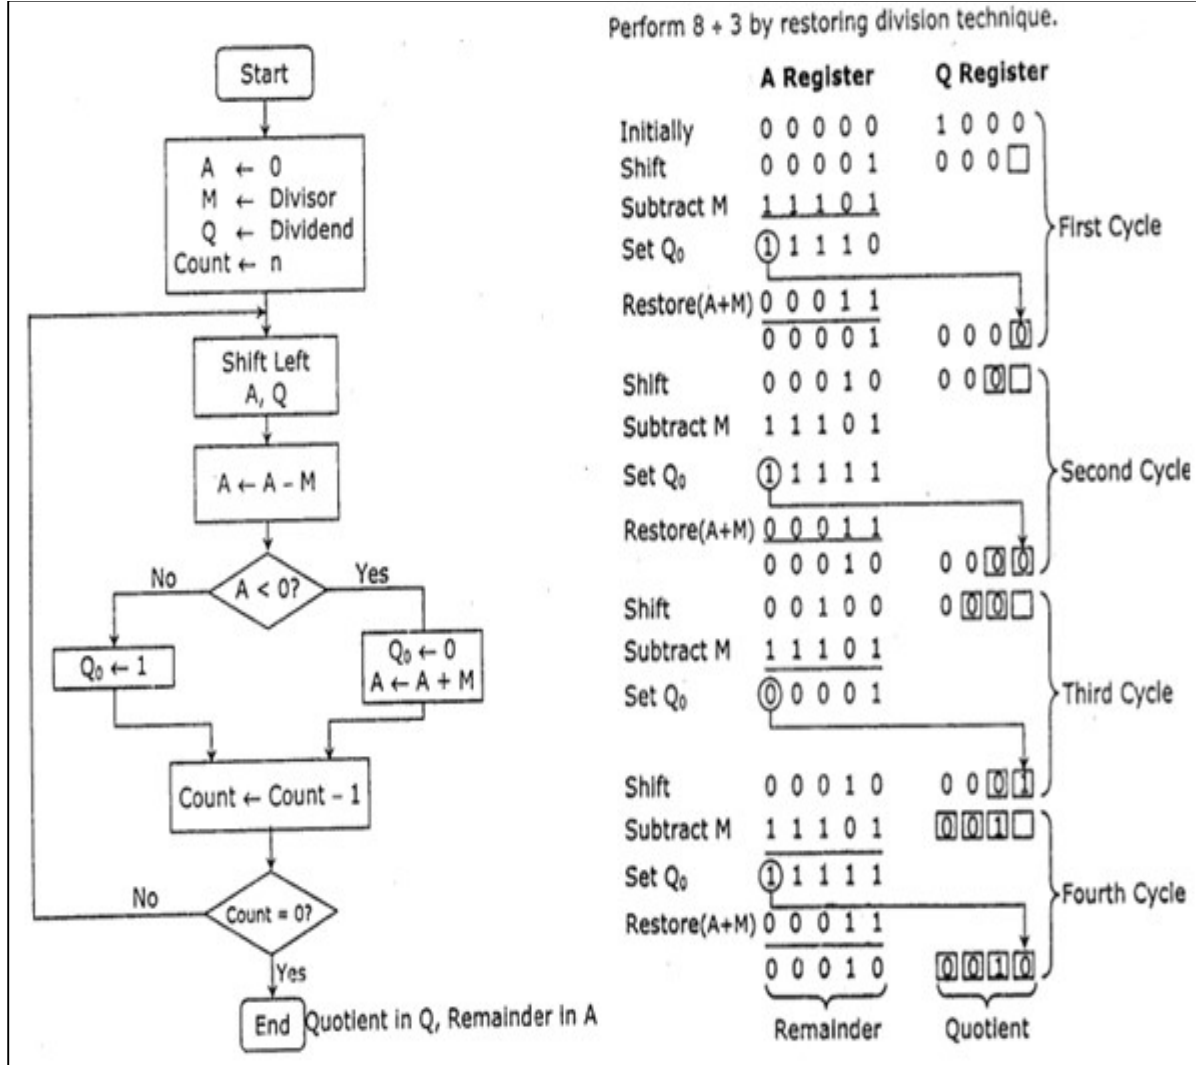 Start
A ← 0
M ← Divisor
Q ← Dividend
Count ← n
Shift Left
A, Q
A ← A – M
A < 0?
No
Yes
Q₀ ← 1
Q₀ ← 0
A ← A + M
Count ← Count – 1
Count = 0?
No
Yes
End
Quotient in Q, Remainder in A
Perform 8 ÷ 3 by restoring division technique.
A Register Q Register
Initially 0 0 0 0 0 1 0 0 0
Shift 0 0 0 0 1 0 0 0
Subtract M 1 1 1 0 1
Set Q₀ 1 1 1 1 0
First Cycle
Restore(A+M) 0 0 0 1 1
0 0 0 0 1 0 0 0 0
Shift 0 0 0 1 0 0 0 0
Subtract M 1 1 1 0 1
Set Q₀ 1 1 1 1 1
Second Cycle
Restore(A+M) 0 0 0 1 1
0 0 0 1 0 0 0 0 0
Shift 0 0 1 0 0 0 0 0
Subtract M 1 1 1 0 1
Set Q₀ 0 0 0 0 1
Third Cycle
Shift 0 0 0 1 0 0 0 0 1
Subtract M 1 1 1 0 1 0 0 1
Set Q₀ 1 1 1 1 1
Fourth Cycle
Restore(A+M) 0 0 0 1 1
0 0 0 1 0 0 0 1 0
Remainder Quotient